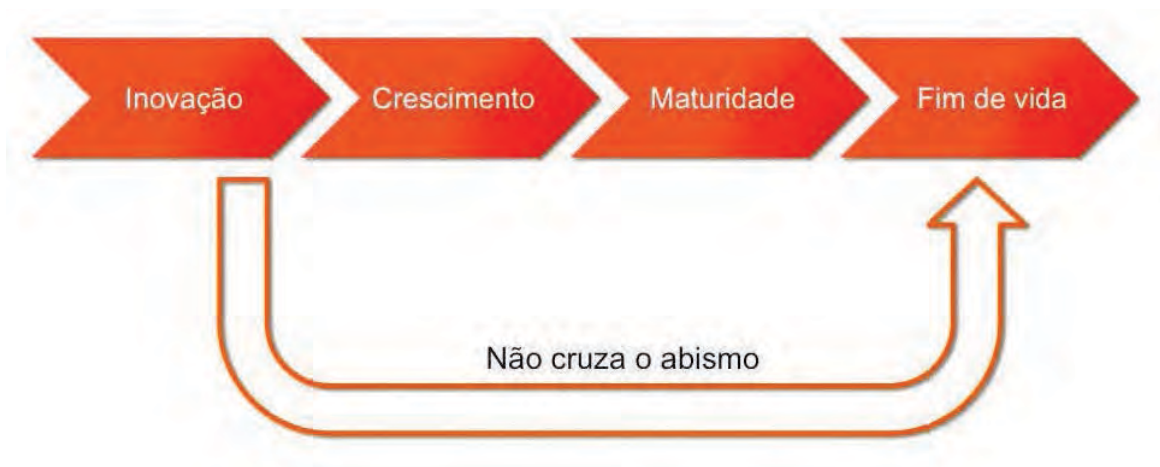 Inovação
Crescimento
Maturidade
Fim de vida
Não cruza o abismo